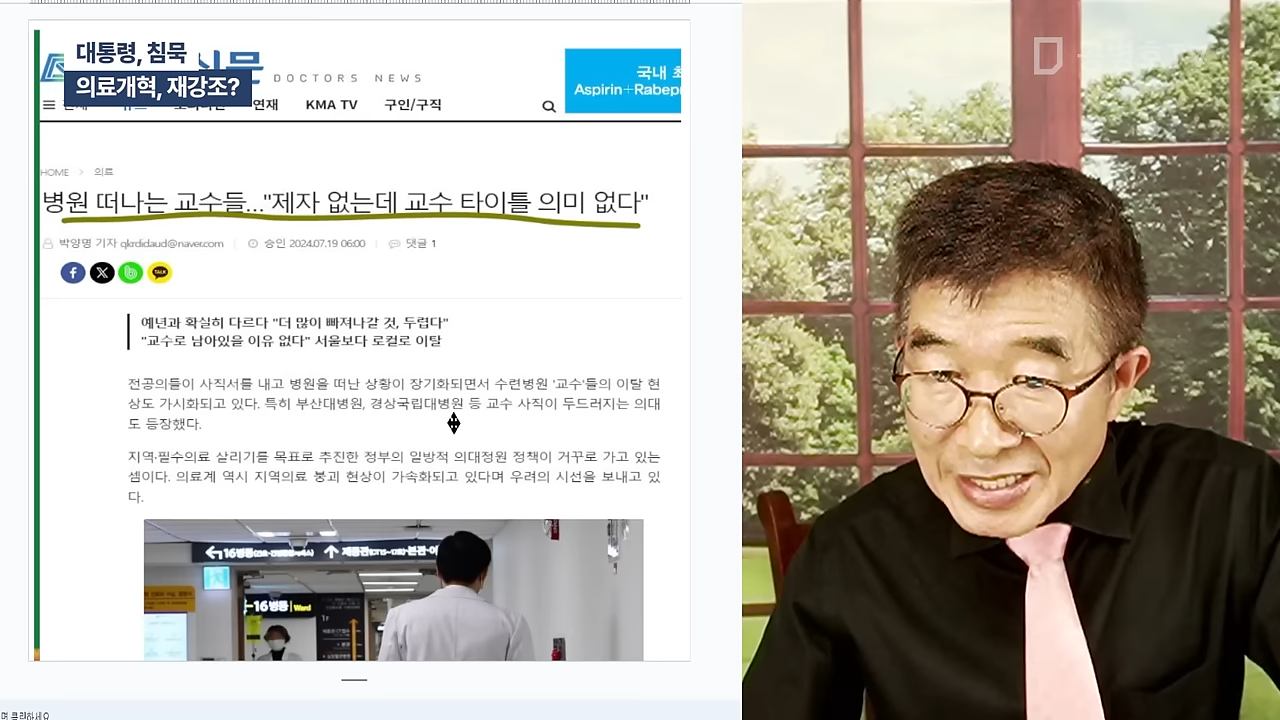 대통령, 침묵
의료개혁, 재강조?
DOCTORS NEWS
연재 KMA TV 구인/구직
국내 최
Aspirin+Rabepr
HOME > 의료
병원 떠나는 교수들..."제자 없는데 교수 타이틀 의미 없다"
박양명 기자 qkrdidaud@naver.com 승인 2024.07.19 06:00 댓글 1
TALK
예년과 확실히 다르다 "더 많이 빠져나갈 것, 두렵다"
"교수로 남아있을 이유 없다" 서울보다 로컬로 이탈
전공의들이 사직서를 내고 병원을 떠난 상황이 장기화되면서 수련병원 '교수'들의 이탈 현
상도 가시화되고 있다. 특히 부산대병원, 경상국립대병원 등 교수 사직이 두드러지는 의대
도 등장했다.
지역·필수의료 살리기를 목표로 추진한 정부의 일방적 의대정원 정책이 거꾸로 가고 있는
셈이다. 의료계 역시 지역의료 붕괴 현상이 가속화되고 있다며 우려의 시선을 보내고 있
다.
16병동
16병동 Ward
1F